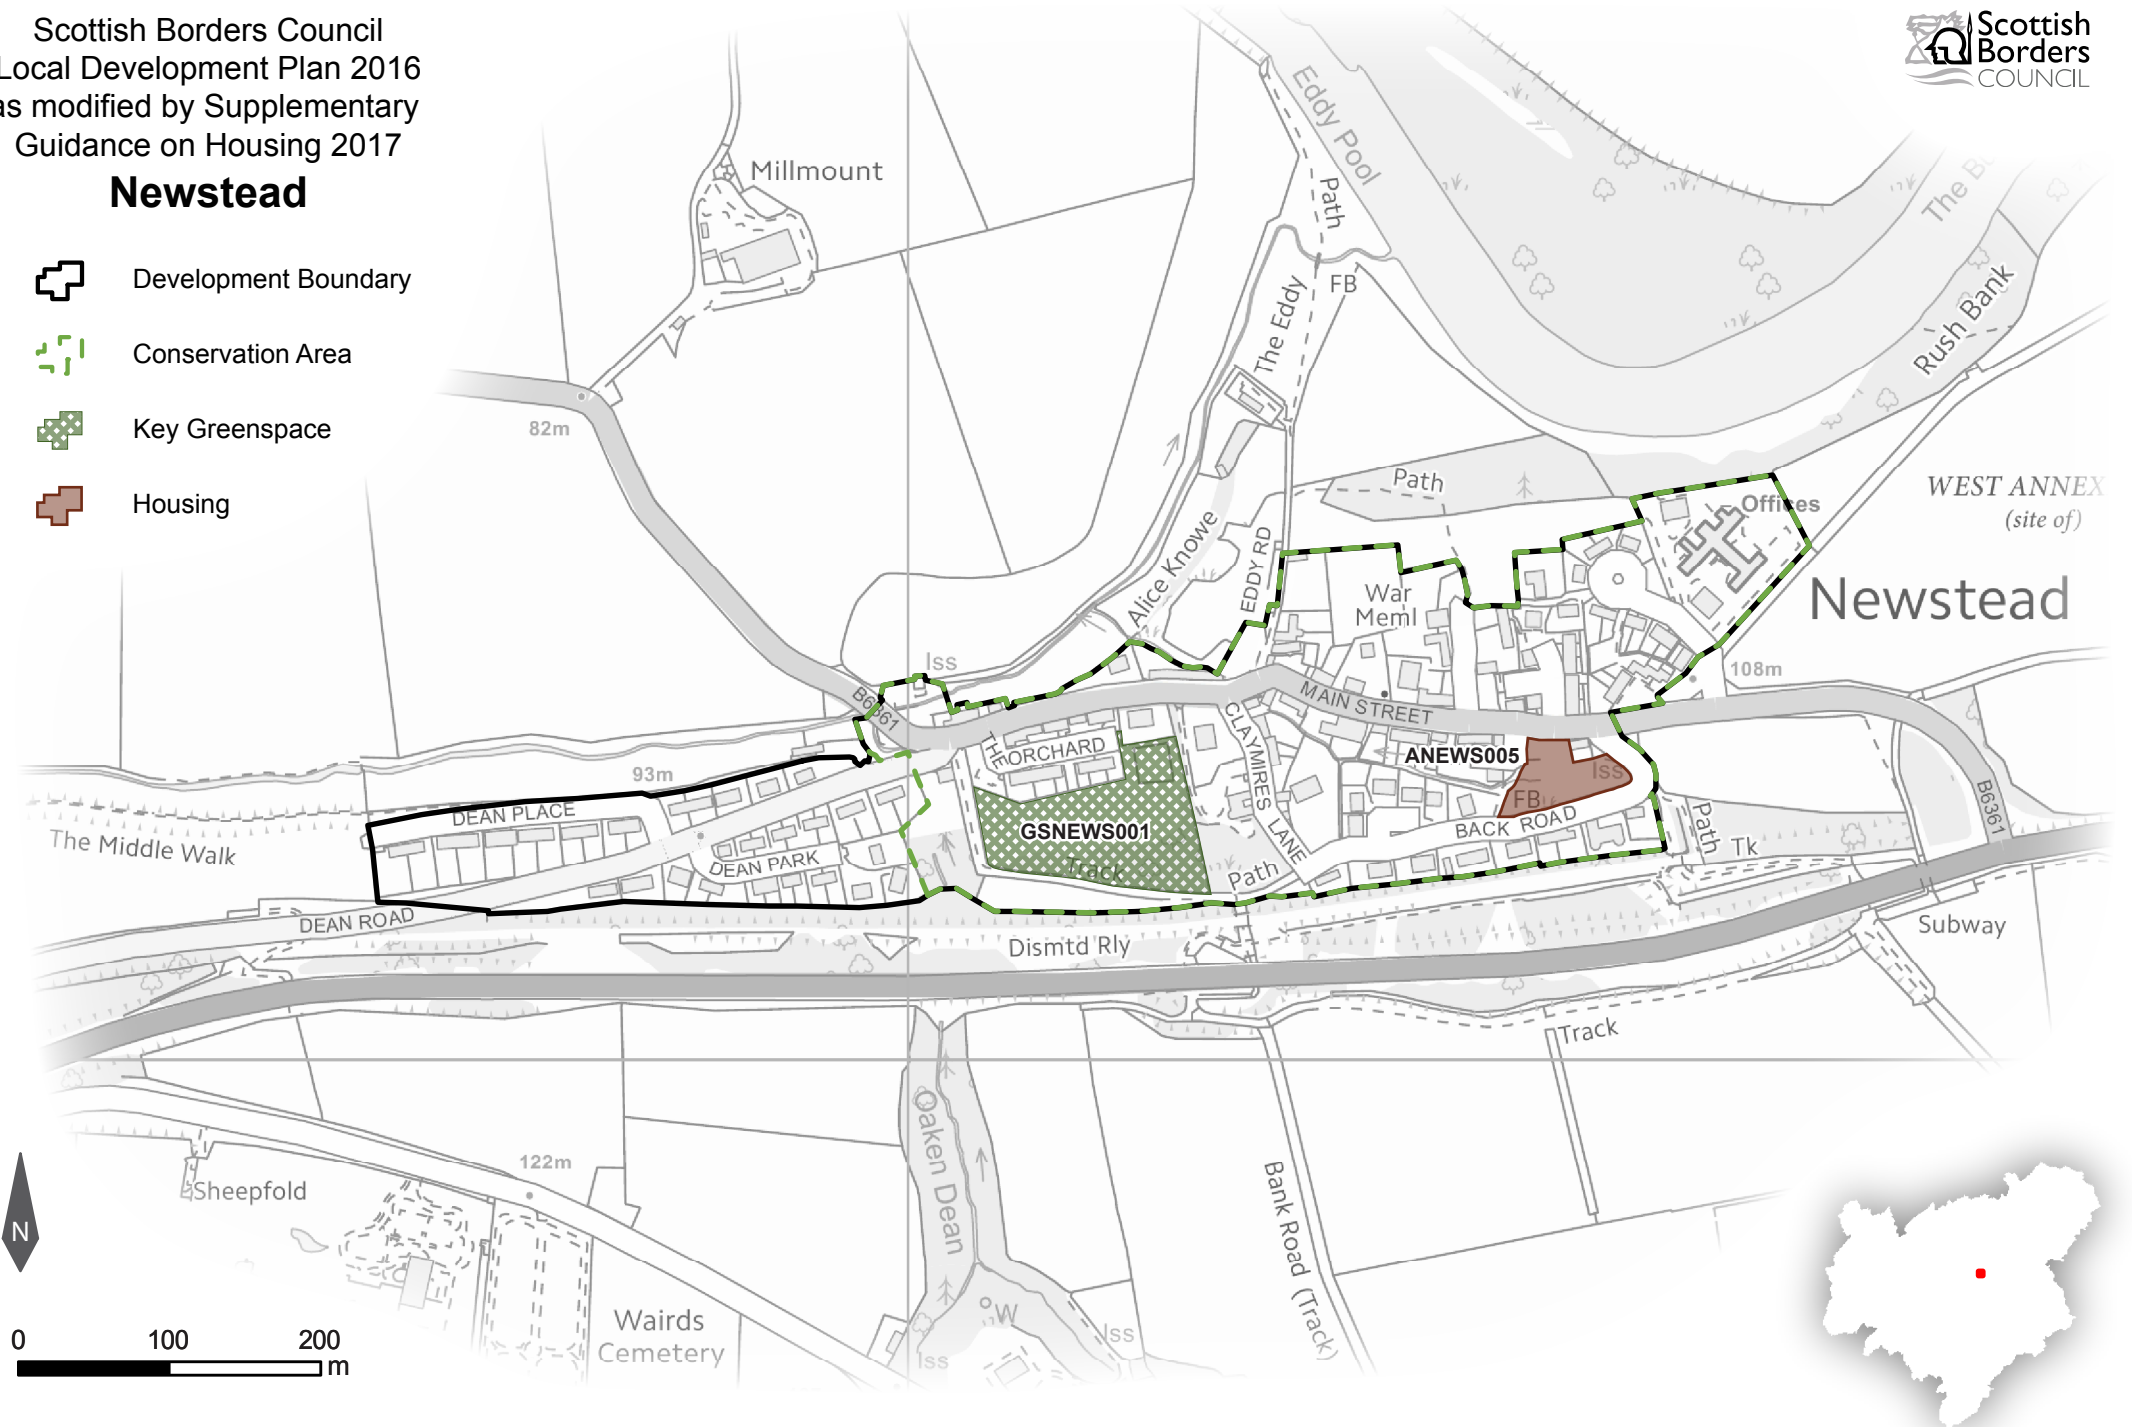 Scottish Borders Council
Local Development Plan 2016
as modified by Supplementary
Guidance on Housing 2017
Newstead
Development Boundary
Conservation Area
Key Greenspace
Housing
Scottish
Borders
COUNCIL
Millmount
Eddy Pool
Path
FB
The Eddy
Rush Bank
82m
Path
Offices
WEST ANNEX
(site of)
Alice Knowe
EDDY RD
War
Meml
Newstead
Iss
B6361
MAIN STREET
108m
THE
ORCHARD
CLAYMIRES LANE
ANEWS005
Iss
FB
BACK ROAD
B6361
93m
DEAN PLACE
The Middle Walk
DEAN PARK
GSNEWS001
Track
Path
Path
Tk
DEAN ROAD
Dismtd Rly
Subway
Track
Oaken Dean
122m
Sheepfold
Bank Road (Track)
Wairds
Cemetery
W
Iss
Iss
N
0 100 200
m